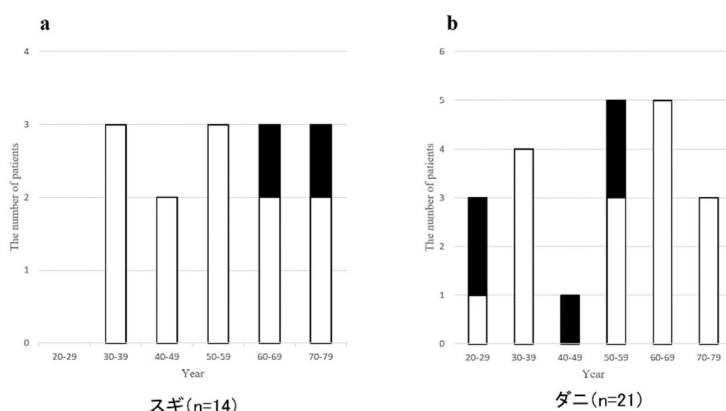 a
The number of patients
4
3
2
1
0
20-29 30-39 40-49 50-59 60-69 70-79
Year
スギ(n=14)
b
The number of patients
6
5
4
3
2
1
0
20-29 30-39 40-49 50-59 60-69 70-79
Year
ダニ(n=21)